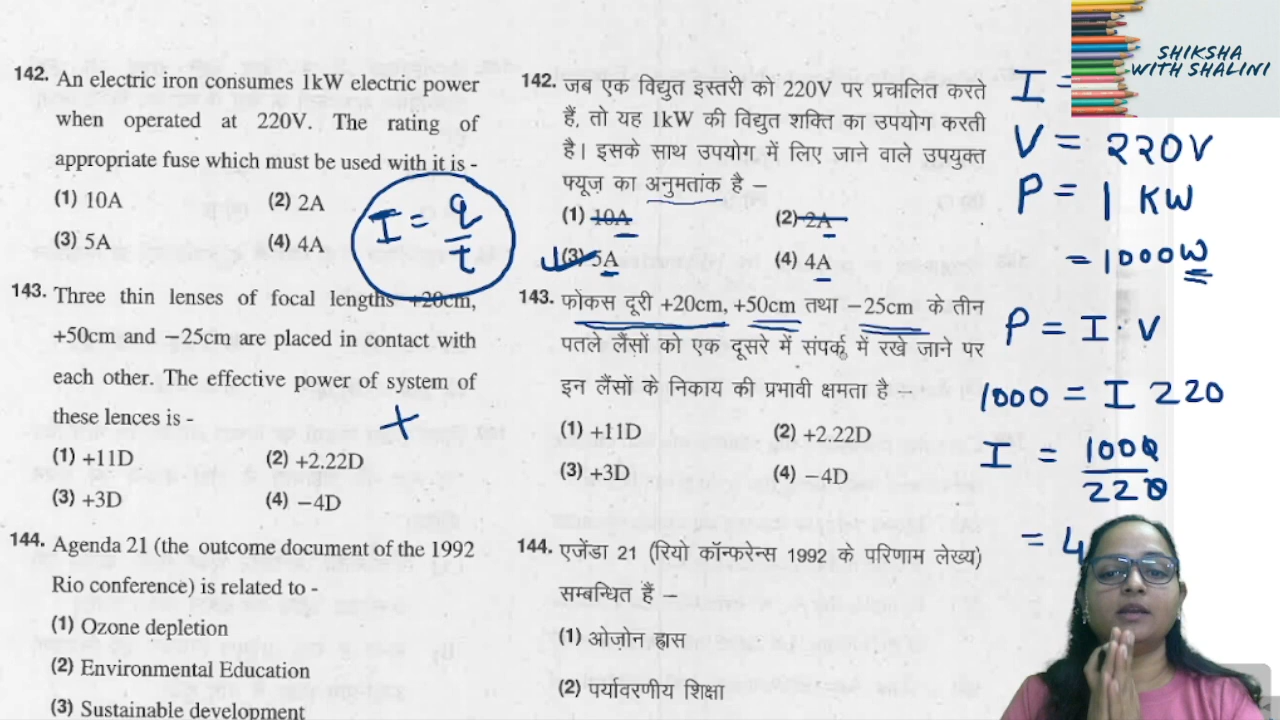 142. An electric iron consumes 1kW electric power
when operated at 220V. The rating of
appropriate fuse which must be used with it is -
(1) 10A (2) 2A
(3) 5A (4) 4A
I = q/t
143. Three thin lenses of focal lengths +20cm,
+50cm and −25cm are placed in contact with
each other. The effective power of system of
these lences is -
+
(1) +11D (2) +2.22D
(3) +3D (4) −4D
144. Agenda 21 (the outcome document of the 1992
Rio conference) is related to -
(1) Ozone depletion
(2) Environmental Education
(3) Sustainable development
142. जब एक विद्युत इस्तरी को 220V पर प्रचालित करते
हैं, तो यह 1kW की विद्युत शक्ति का उपयोग करती
है। इसके साथ उपयोग में लिए जाने वाले उपयुक्त
फ्यूज का अनुमतांक है –
(1) 10A (2) 2A
(3) 5A (4) 4A
143. फोकस दूरी +20cm, +50cm तथा −25cm के तीन
पतले लैंसों को एक दूसरे में संपर्क में रखे जाने पर
इन लैंसों के निकाय की प्रभावी क्षमता है –
(1) +11D (2) +2.22D
(3) +3D (4) −4D
144. एजेंडा 21 (रियो कॉन्फरेन्स 1992 के परिणाम लेख्य)
सम्बन्धित हैं –
(1) ओज़ोन ह्रास
(2) पर्यावरणीय शिक्षा
SHIKSHA
WITH SHALINI
I =
V = 220V
P = 1 KW
= 1000W
P = I · V
1000 = I 220
I = 1000
220
= 4